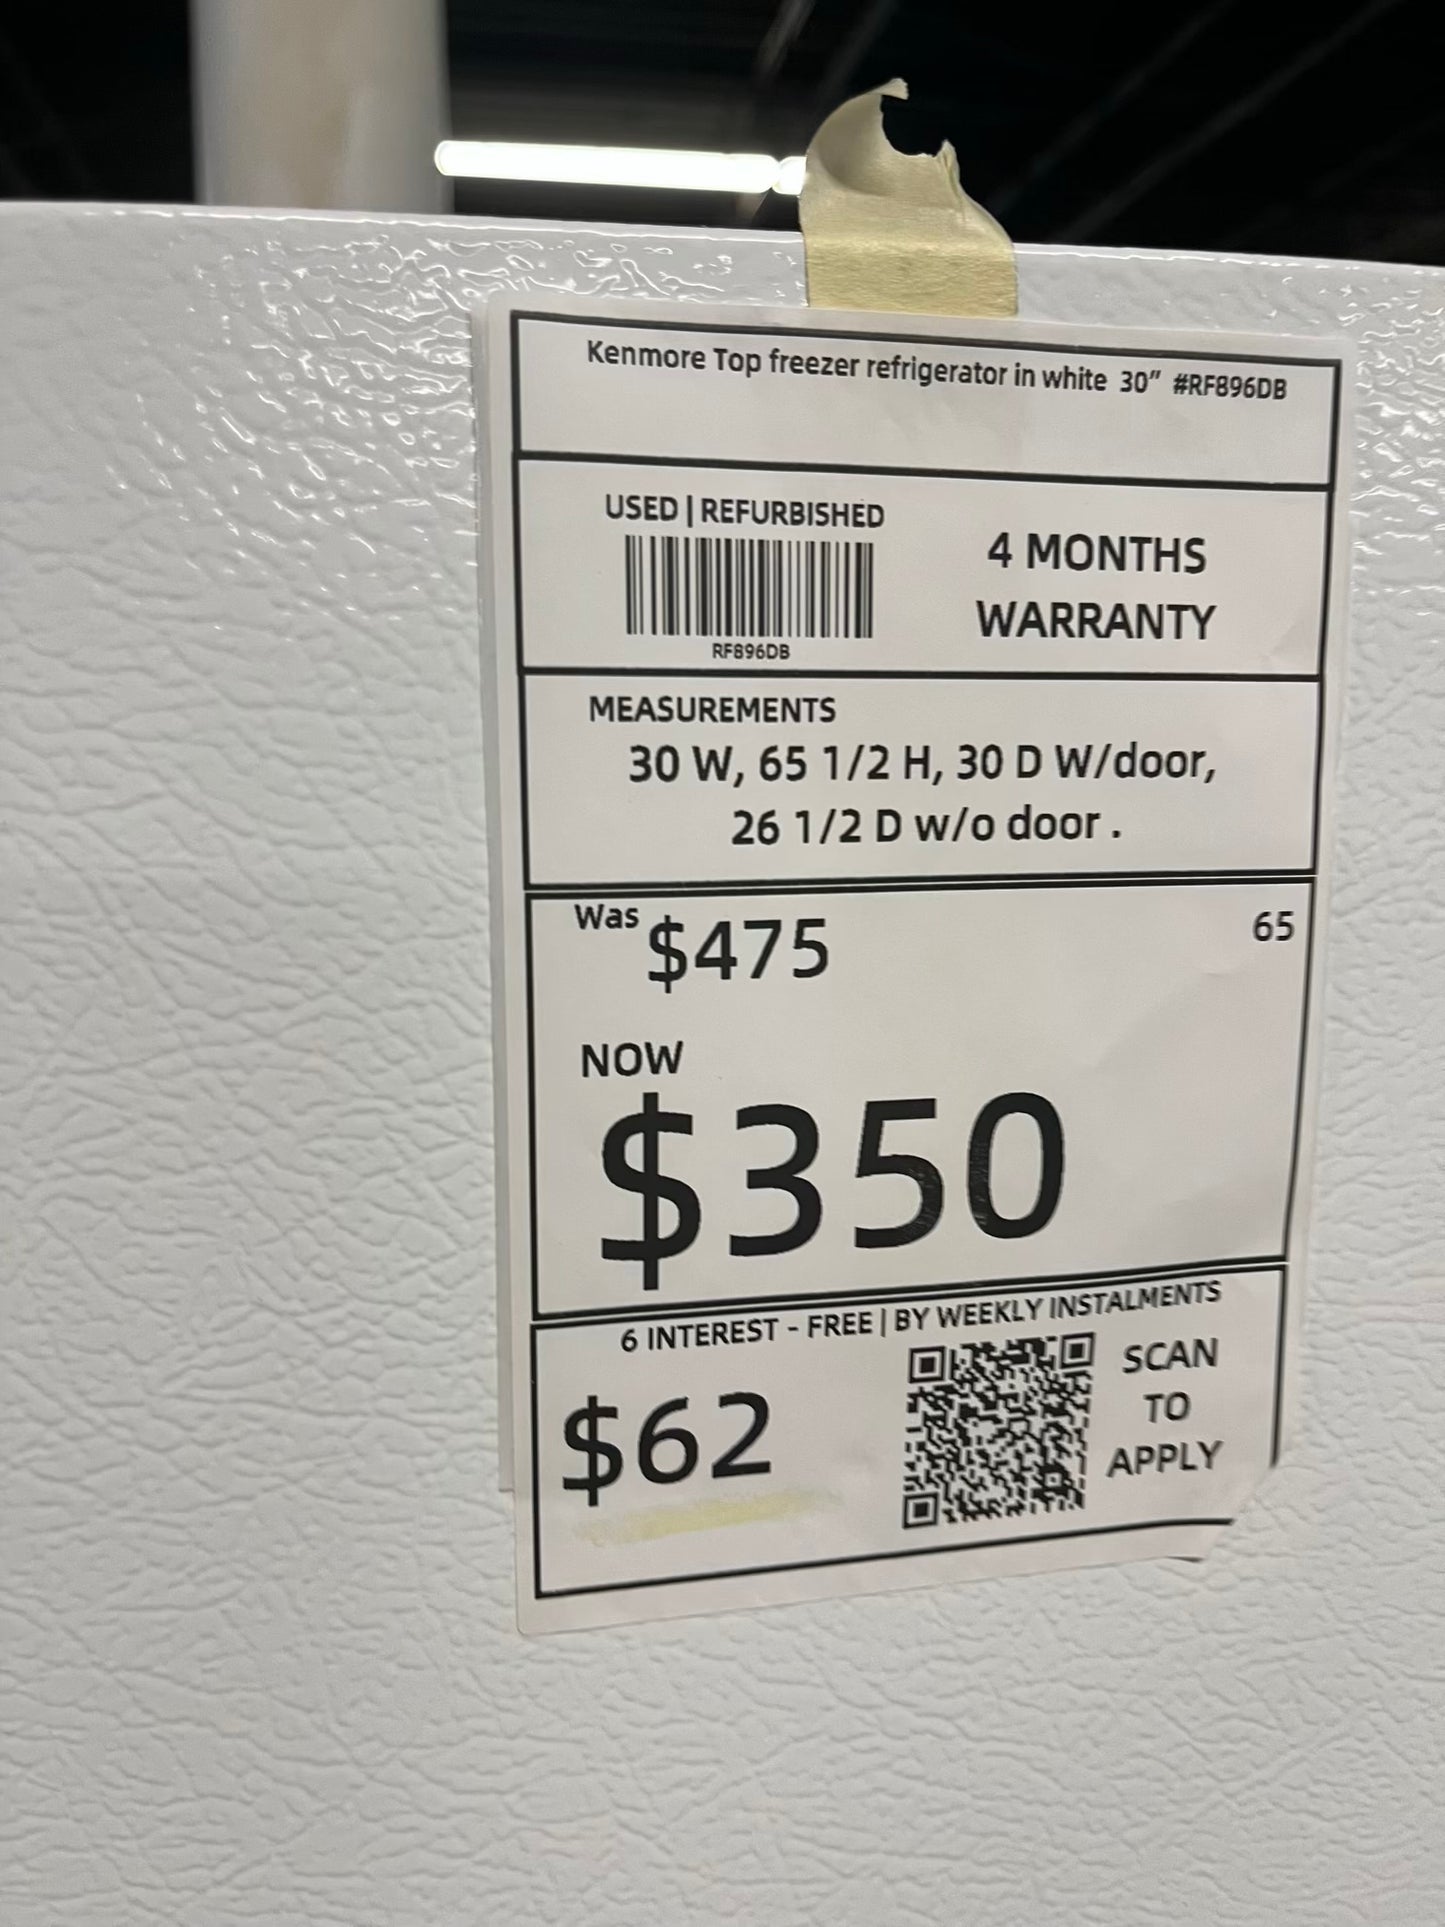 Kenmore Top freezer refrigerator in white 30” #RF896DB
USED | REFURBISHED
RF896DB
4 MONTHS
WARRANTY
MEASUREMENTS
30 W, 65 1/2 H, 30 D W/door,
26 1/2 D w/o door .
Was $475
65
NOW
$350
6 INTEREST - FREE | BY WEEKLY INSTALMENTS
$62
SCAN
TO
APPLY